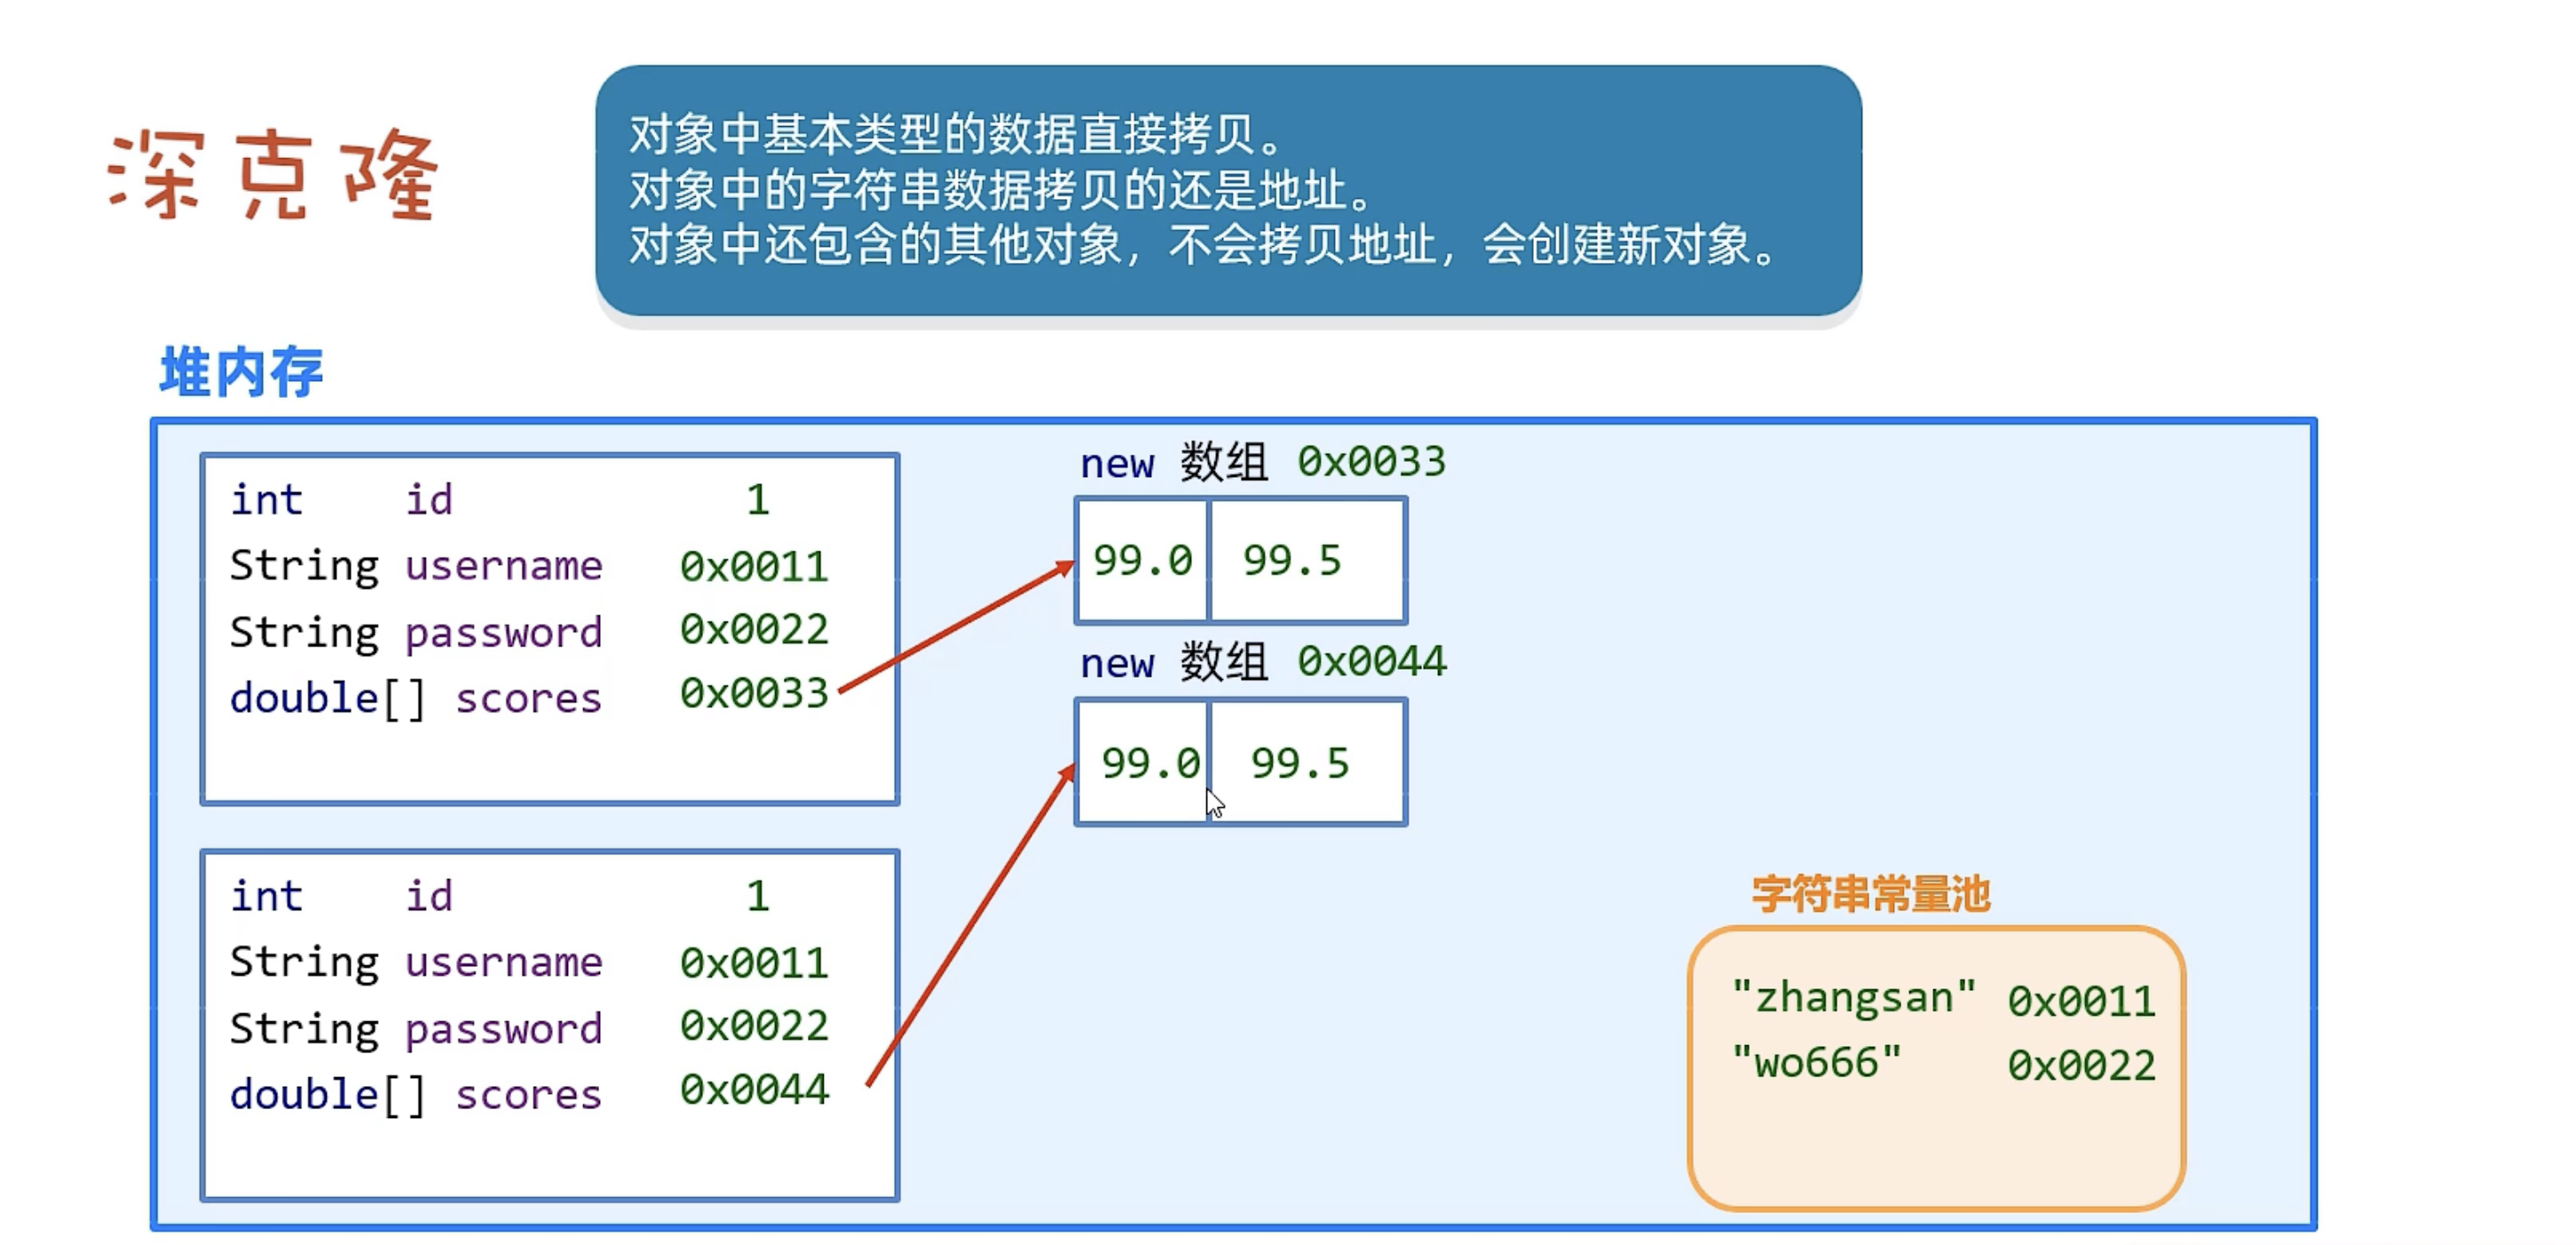 深克隆
对象中基本类型的数据直接拷贝。
对象中的字符串数据拷贝的还是地址。
对象中还包含的其他对象，不会拷贝地址，会创建新对象。
堆内存
int id 1
String username 0x0011
String password 0x0022
double[] scores 0x0033
new 数组 0x0033
99.0 99.5
new 数组 0x0044
99.0 99.5
int id 1
String username 0x0011
String password 0x0022
double[] scores 0x0044
字符串常量池
"zhangsan" 0x0011
"wo666" 0x0022